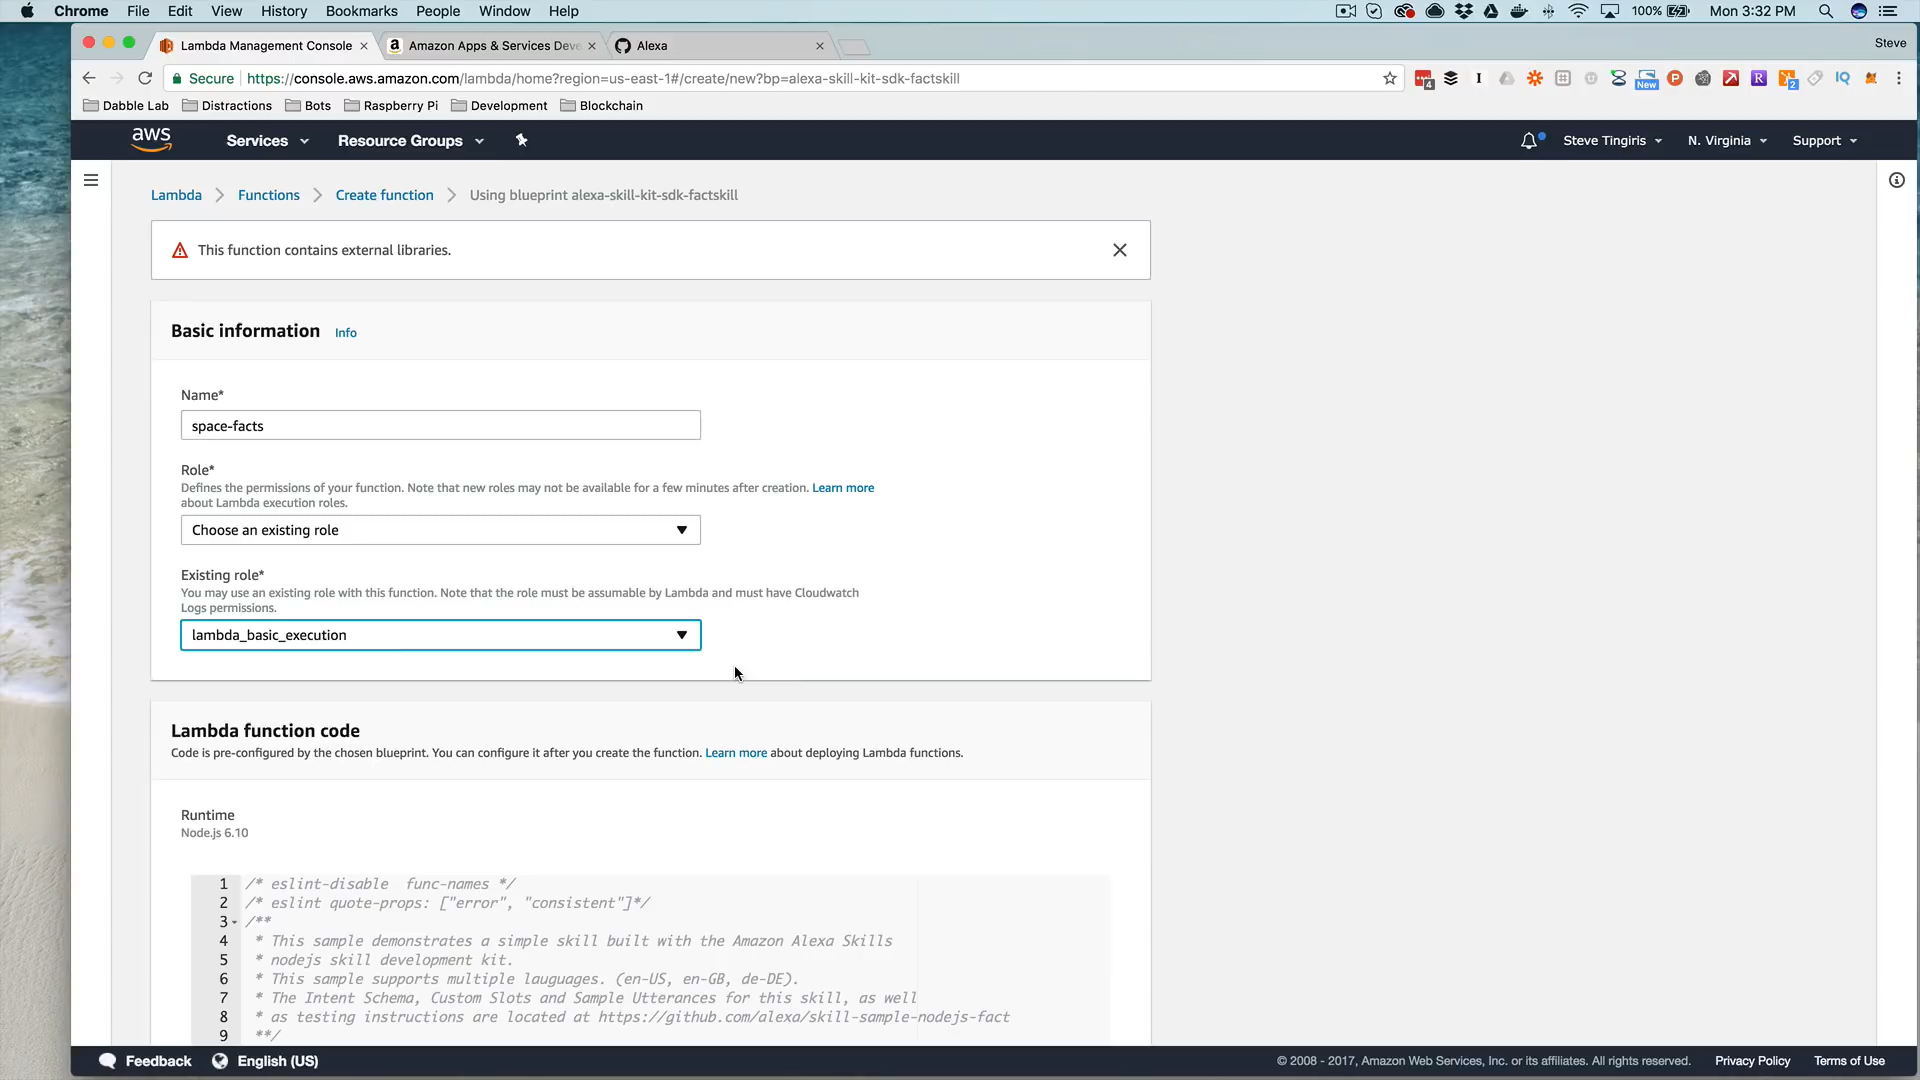 Chrome File Edit View History Bookmarks People Window Help 100% Mon 3:32 PM
Lambda Management Console Amazon Apps & Services Deve Alexa Steve
Secure https://console.aws.amazon.com/lambda/home?region=us-east-1#/create/new?bp=alexa-skill-kit-sdk-factskill
Dabble Lab Distractions Bots Raspberry Pi Development Blockchain
aws Services Resource Groups Steve Tingiris N. Virginia Support
Lambda Functions Create function Using blueprint alexa-skill-kit-sdk-factskill
This function contains external libraries.
Basic information Info
Name*
space-facts
Role*
Defines the permissions of your function. Note that new roles may not be available for a few minutes after creation. Learn more
about Lambda execution roles.
Choose an existing role
Existing role*
You may use an existing role with this function. Note that the role must be assumable by Lambda and must have Cloudwatch
Logs permissions.
lambda_basic_execution
Lambda function code
Code is pre-configured by the chosen blueprint. You can configure it after you create the function. Learn more about deploying Lambda functions.
Runtime
Node.js 6.10
1 /* eslint-disable func-names */
2 /* eslint quote-props: ["error", "consistent"]*/
3 /**
4 * This sample demonstrates a simple skill built with the Amazon Alexa Skills
5 * nodejs skill development kit.
6 * This sample supports multiple lauguages. (en-US, en-GB, de-DE).
7 * The Intent Schema, Custom Slots and Sample Utterances for this skill, as well
8 * as testing instructions are located at https://github.com/alexa/skill-sample-nodejs-fact
9 **/
Feedback English (US) © 2008 - 2017, Amazon Web Services, Inc. or its affiliates. All rights reserved. Privacy Policy Terms of Use